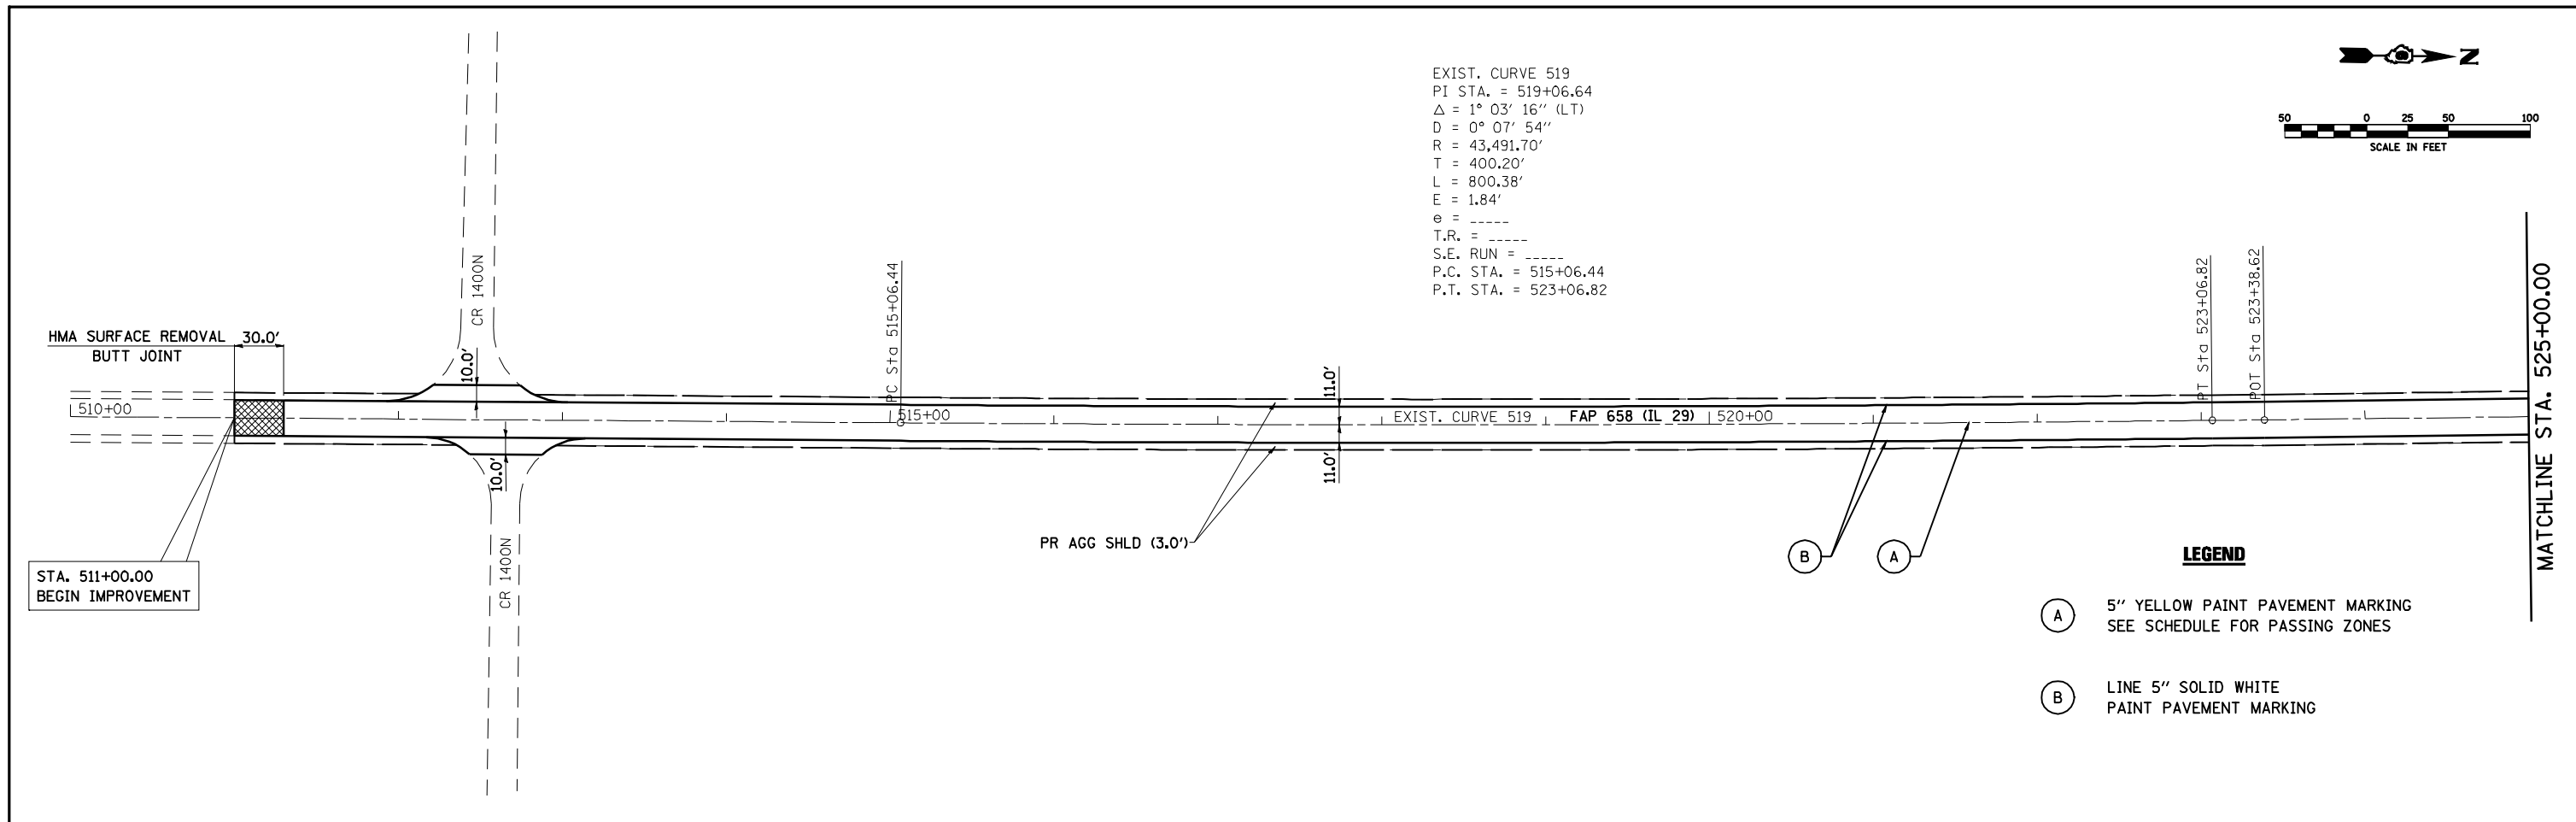 N
50 0 25 50 100
SCALE IN FEET
EXIST. CURVE 519
PI STA. = 519+06.64
Δ = 1° 03' 16" (LT)
D = 0° 07' 54"
R = 43,491.70'
T = 400.20'
L = 800.38'
E = 1.84'
e = _____
T.R. = _____
S.E. RUN = _____
P.C. STA. = 515+06.44
P.T. STA. = 523+06.82
CR 1400N
HMA SURFACE REMOVAL
BUTT JOINT
30.0'
10.0'
PC Sta 515+06.44
11.0'
PT Sta 523+06.82
POT Sta 523+38.62
MATCHLINE STA. 525+00.00
510+00
515+00
EXIST. CURVE 519
FAP 658 (IL 29)
520+00
10.0'
11.0'
CR 1400N
PR AGG SHLD (3.0')
B
A
STA. 511+00.00
BEGIN IMPROVEMENT
LEGEND
A
5" YELLOW PAINT PAVEMENT MARKING
SEE SCHEDULE FOR PASSING ZONES
B
LINE 5" SOLID WHITE
PAINT PAVEMENT MARKING